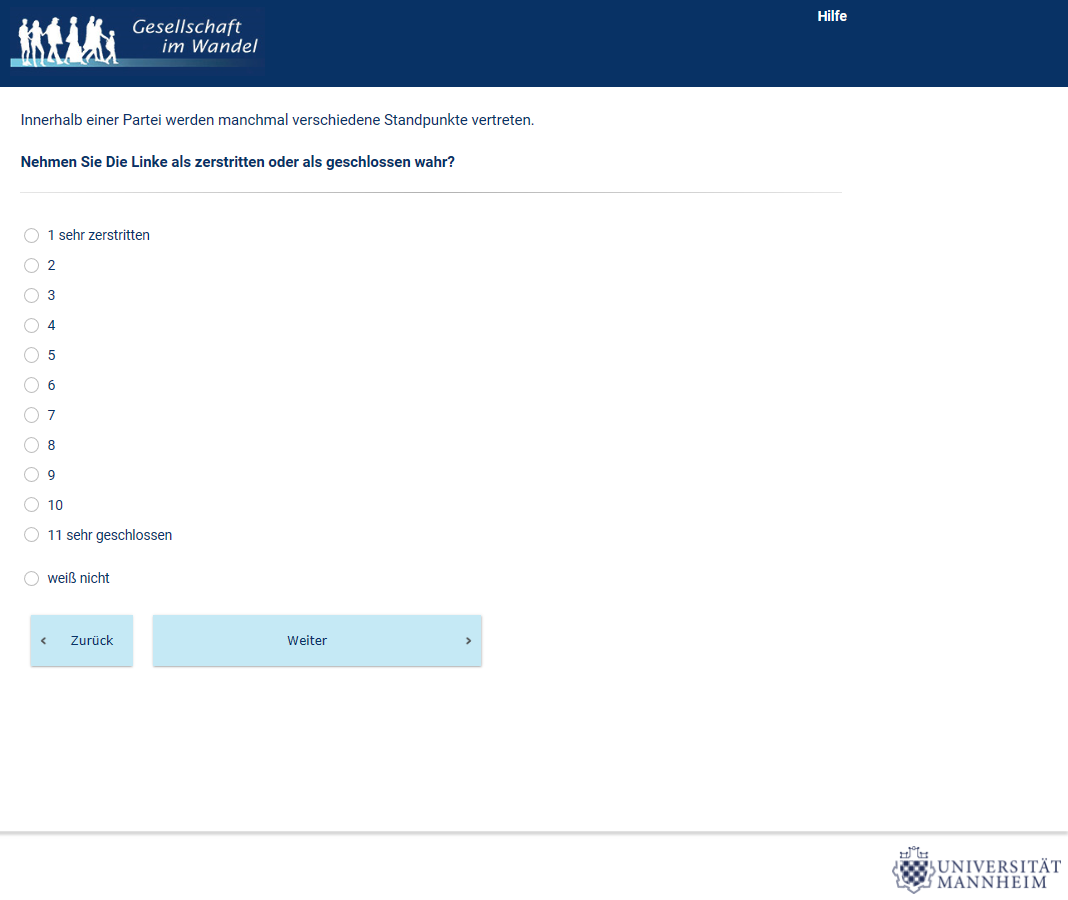 Gesellschaft
im Wandel
Hilfe
Innerhalb einer Partei werden manchmal verschiedene Standpunkte vertreten.
Nehmen Sie Die Linke als zerstritten oder als geschlossen wahr?
1 sehr zerstritten
2
3
4
5
6
7
8
9
10
11 sehr geschlossen
weiß nicht
‹ Zurück
Weiter ›
UNIVERSITÄT
MANNHEIM